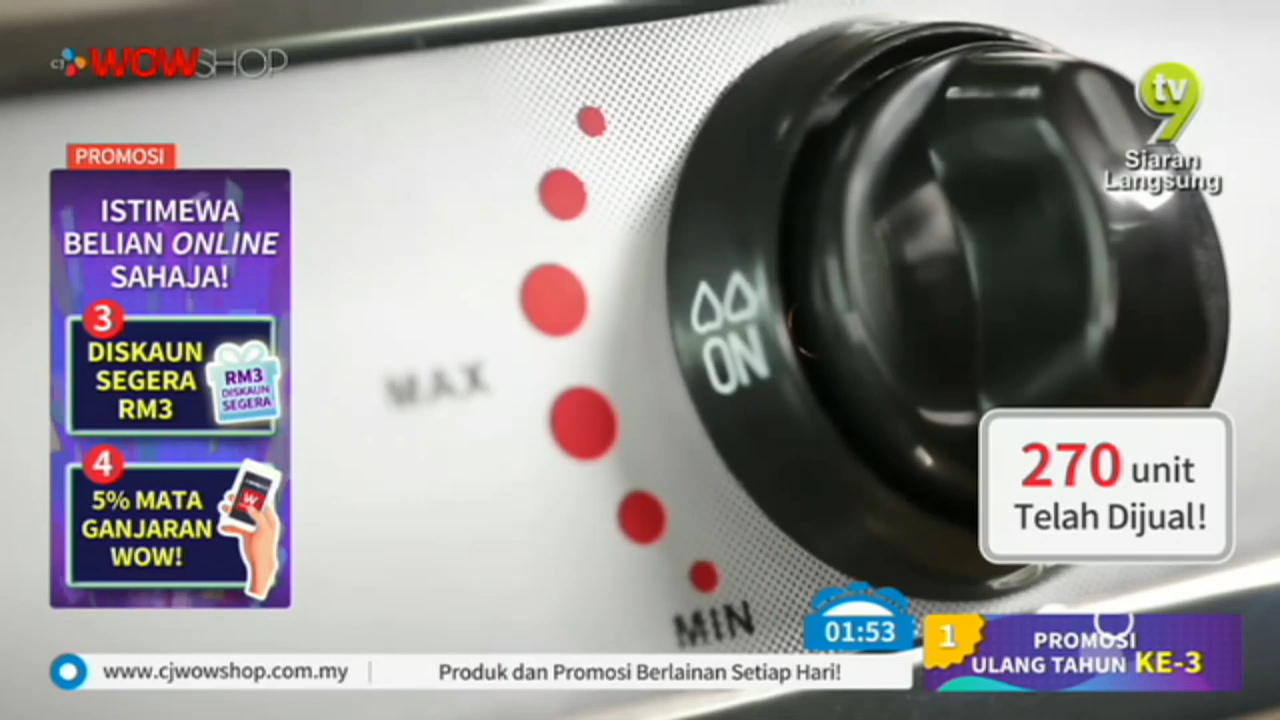 CJ WOWSHOP
tv9
Siaran
Langsung
PROMOSI
ISTIMEWA
BELIAN ONLINE
SAHAJA!
3
DISKAUN
SEGERA
RM3
RM3
DISKAUN
SEGERA
4
5% MATA
GANJARAN
WOW!
W
MAX
ON
MIN
270 unit
Telah Dijual!
01:53
1
PROMOSI
ULANG TAHUN KE-3
www.cjwowshop.com.my
Produk dan Promosi Berlainan Setiap Hari!